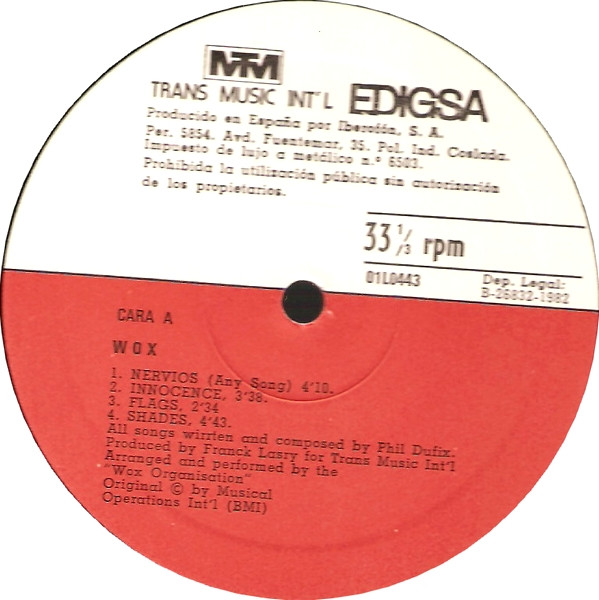 MTM
TRANS MUSIC INT'L EDIGSA
Producido en España por Iberofón, S. A.
Per. 5854. Avd. Fuentemar, 35. Pol. Ind. Coslada.
Impuesto de lujo a metálico n.º 6503.
Prohibida la utilización pública sin autorización
de los propietarios.
33 1/3 rpm
01L0443
Dep. Legal:
B-26832-1982
CARA A
WOX
1. NERVIOS (Any Song) 4'10.
2. INNOCENCE, 3'38.
3. FLAGS, 2'34
4. SHADES, 4'43.
All songs wirrten and composed by Phil Dufix.
Produced by Franck Lasry for Trans Music Int'l
Arranged and performed by the
"Wox Organisation"
Original © by Musical
Operations Int'l (BMI)